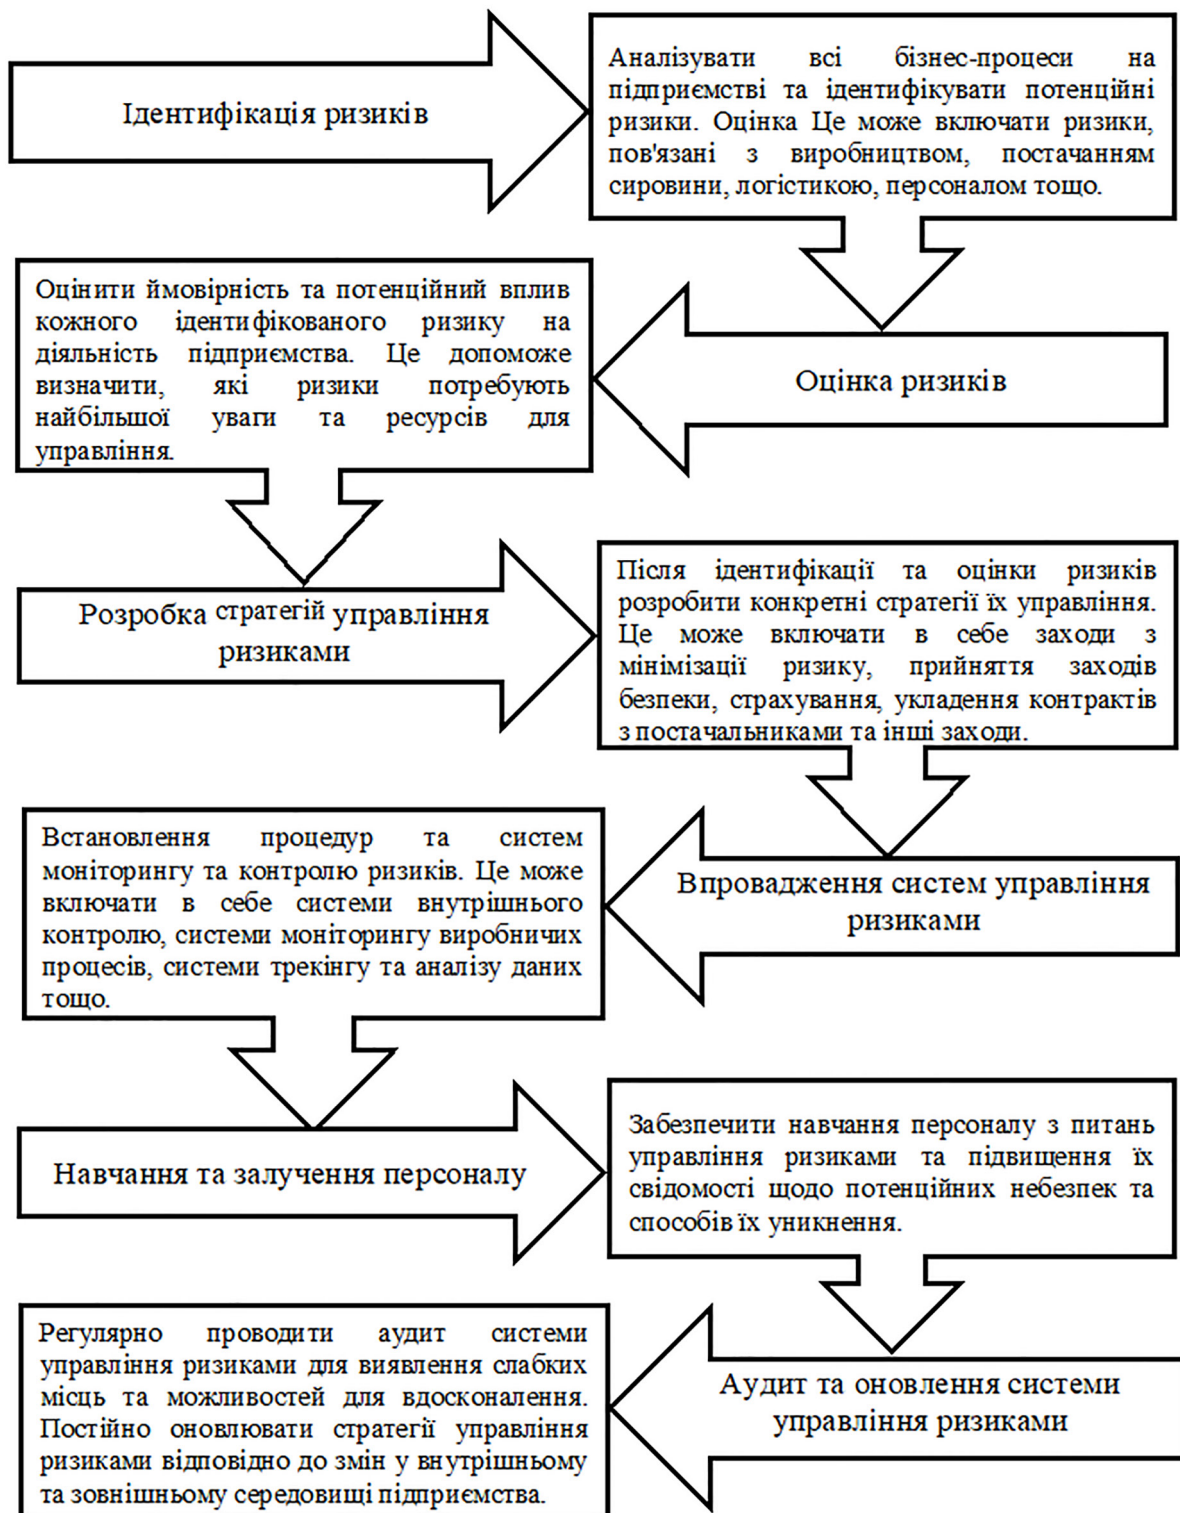 Ідентифікація ризиків
Аналізувати всі бізнес-процеси на
підприємстві та ідентифікувати потенційні
ризики. Оцінка Це може включати ризики,
пов'язані з виробництвом, постачанням
сировини, логістикою, персоналом тощо.
Оцінка ризиків
Оцінити ймовірність та потенційний вплив
кожного ідентифікованого ризику на
діяльність підприємства. Це допоможе
визначити, які ризики потребують
найбільшої уваги та ресурсів для
управління.
Розробка стратегій управління
ризиками
Після ідентифікації та оцінки ризиків
розробити конкретні стратегії їх управління.
Це може включати в себе заходи з
мінімізації ризику, прийняття заходів
безпеки, страхування, укладення контрактів
з постачальниками та інші заходи.
Впровадження систем управління
ризиками
Встановлення процедур та систем
моніторингу та контролю ризиків. Це може
включати в себе системи внутрішнього
контролю, системи моніторингу виробничих
процесів, системи трекінгу та аналізу даних
тощо.
Навчання та залучення персоналу
Забезпечити навчання персоналу з питань
управління ризиками та підвищення їх
свідомості щодо потенційних небезпек та
способів їх уникнення.
Аудит та оновлення системи
управління ризиками
Регулярно проводити аудит системи
управління ризиками для виявлення слабких
місць та можливостей для вдосконалення.
Постійно оновлювати стратегії управління
ризиками відповідно до змін у внутрішньому
та зовнішньому середовищі підприємства.